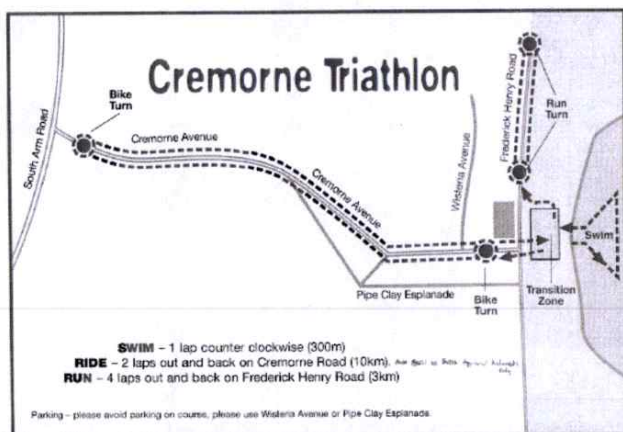 Cremorne Triathlon
Bike
Turn
South Arm Road
Cremorne Avenue
Cremorne Avenue
Wisteria Avenue
Frederick Henry Road
Run
Turn
Swim
Transition
Zone
Bike
Turn
Pipe Clay Esplanade
SWIM – 1 lap counter clockwise (300m)
RIDE – 2 laps out and back on Cremorne Road (10km).
RUN – 4 laps out and back on Frederick Henry Road (3km)
Parking – please avoid parking on course, please use Wisteria Avenue or Pipe Clay Esplanade.